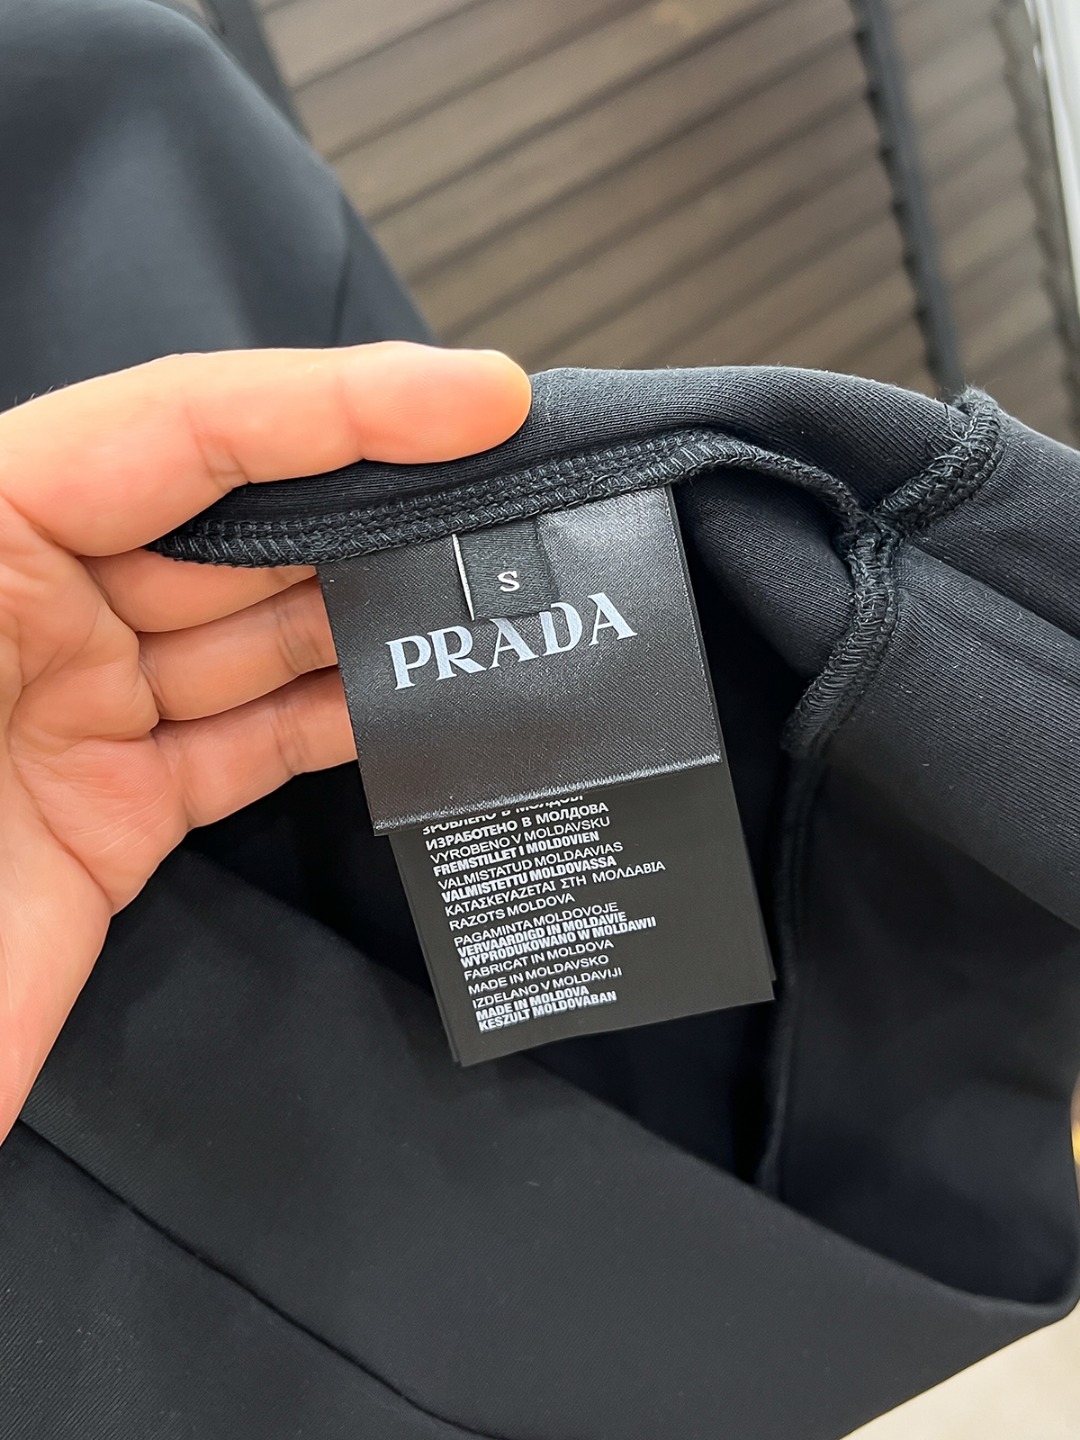 S
PRADA
ЗРОБЛЕНО В МОЛДОВІ
ИЗРАБОТЕНО В МОЛДОВА
VYROBENO V MOLDAVSKU
FREMSTILLET I MOLDOVIEN
VALMISTATUD MOLDAAVIAS
VALMISTETTU MOLDOVASSA
ΚΑΤΑΣΚΕΥΑΖΕΤΑΙ ΣΤΗ ΜΟΛΔΑΒΙΑ
RAZOTS MOLDOVA
PAGAMINTA MOLDOVOJE
VERVAARDIGD IN MOLDAVIE
WYPRODUKOWANO W MOLDAWII
FABRICAT IN MOLDOVA
MADE IN MOLDAVSKO
IZDELANO V MOLDAVIJI
MADE IN MOLDOVA
KESZULT MOLDOVABAN